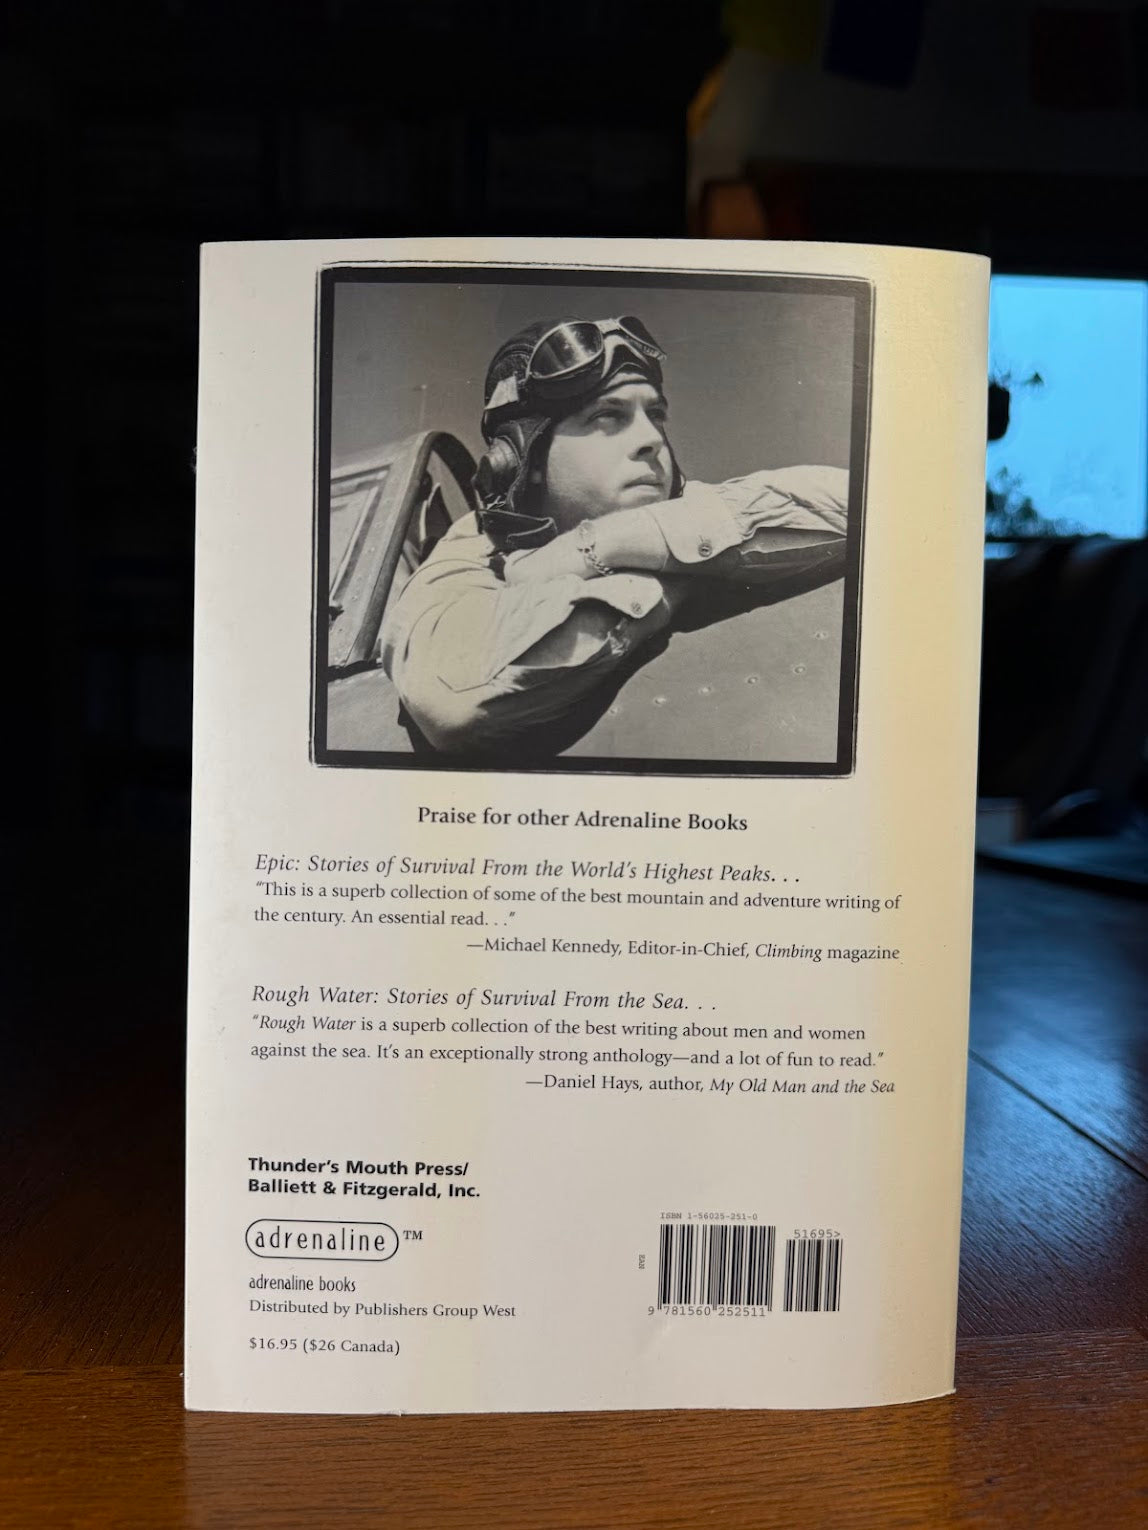 Praise for other Adrenaline Books
Epic: Stories of Survival From the World's Highest Peaks. . .
“This is a superb collection of some of the best mountain and adventure writing of
the century. An essential read. . .”
—Michael Kennedy, Editor-in-Chief, Climbing magazine
Rough Water: Stories of Survival From the Sea. . .
“Rough Water is a superb collection of the best writing about men and women
against the sea. It's an exceptionally strong anthology—and a lot of fun to read.”
—Daniel Hays, author, My Old Man and the Sea
Thunder's Mouth Press/
Balliett & Fitzgerald, Inc.
adrenaline™
adrenaline books
Distributed by Publishers Group West
$16.95 ($26 Canada)
ISBN 1-56025-251-0
51695>
EAN
9 781560 252511